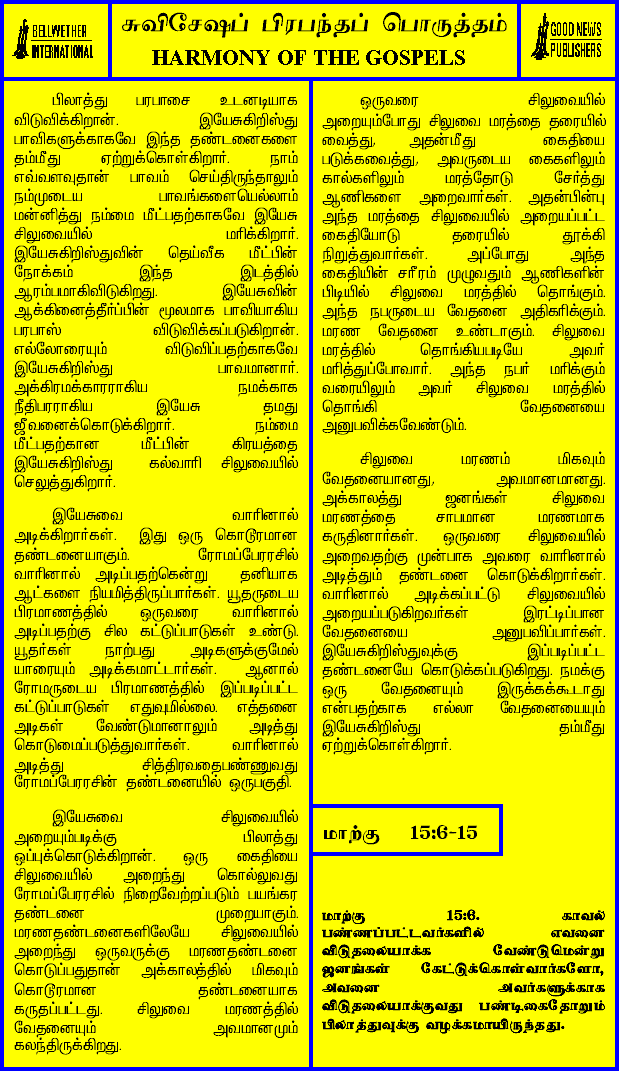 BELLWETHER
INTERNATIONAL
சுவிசேஷப் பிரபந்தப் பொருத்தம்
HARMONY OF THE GOSPELS
GOOD NEWS
PUBLISHERS
பிலாத்து பரபாசை உடனடியாக
விடுவிக்கிறான். இயேசுகிறிஸ்து
பாவிகளுக்காகவே இந்த தண்டனைகளை
தம்மீது ஏற்றுக்கொள்கிறார். நாம்
எவ்வளவுதான் பாவம் செய்திருந்தாலும்
நம்முடைய பாவங்களையெல்லாம்
மன்னித்து நம்மை மீட்பதற்காகவே இயேசு
சிலுவையில் மரிக்கிறார்.
இயேசுகிறிஸ்துவின் தெய்வீக மீட்பின்
நோக்கம் இந்த இடத்தில்
ஆரம்பமாகிவிடுகிறது. இயேசுவின்
ஆக்கினைத்தீர்ப்பின் மூலமாக பாவியாகிய
பரபாஸ் விடுவிக்கப்படுகிறான்.
எல்லோரையும் விடுவிப்பதற்காகவே
இயேசுகிறிஸ்து பாவமானார்.
அக்கிரமக்காரராகிய நமக்காக
நீதிபரராகிய இயேசு தமது
ஜீவனைக்கொடுக்கிறார். நம்மை
மீட்பதற்கான மீட்பின் கிரயத்தை
இயேசுகிறிஸ்து கல்வாரி சிலுவையில்
செலுத்துகிறார்.
இயேசுவை வாரினால்
அடிக்கிறார்கள். இது ஒரு கொடூரமான
தண்டனையாகும். ரோமப்பேரரசில்
வாரினால் அடிப்பதற்கென்று தனியாக
ஆட்களை நியமித்திருப்பார்கள். யூதருடைய
பிரமாணத்தில் ஒருவரை வாரினால்
அடிப்பதற்கு சில கட்டுப்பாடுகள் உண்டு.
யூதர்கள் நாற்பது அடிகளுக்குமேல்
யாரையும் அடிக்கமாட்டார்கள். ஆனால்
ரோமருடைய பிரமாணத்தில் இப்படிப்பட்ட
கட்டுப்பாடுகள் எதுவுமில்லை. எத்தனை
அடிகள் வேண்டுமானாலும் அடித்து
கொடுமைப்படுத்துவார்கள். வாரினால்
அடித்து சித்திரவதைபண்ணுவது
ரோமப்பேரரசின் தண்டனையில் ஒருபகுதி.
இயேசுவை சிலுவையில்
அறையும்படிக்கு பிலாத்து
ஒப்புக்கொடுக்கிறான். ஒரு கைதியை
சிலுவையில் அறைந்து கொல்லுவது
ரோமப்பேரரசில் நிறைவேற்றப்படும் பயங்கர
தண்டனை முறையாகும்.
மரணதண்டனைகளிலேயே சிலுவையில்
அறைந்து ஒருவருக்கு மரணதண்டனை
கொடுப்பதுதான் அக்காலத்தில் மிகவும்
கொடூரமான தண்டனையாக
கருதப்பட்டது. சிலுவை மரணத்தில்
வேதனையும் அவமானமும்
கலந்திருக்கிறது.
ஒருவரை சிலுவையில்
அறையும்போது சிலுவை மரத்தை தரையில்
வைத்து, அதன்மீது கைதியை
படுக்கவைத்து, அவருடைய கைகளிலும்
கால்களிலும் மரத்தோடு சேர்த்து
ஆணிகளை அறைவார்கள். அதன்பின்பு
அந்த மரத்தை சிலுவையில் அறையப்பட்ட
கைதியோடு தரையில் தூக்கி
நிறுத்துவார்கள். அப்போது அந்த
கைதியின் சரீரம் முழுவதும் ஆணிகளின்
பிடியில் சிலுவை மரத்தில் தொங்கும்.
அந்த நபருடைய வேதனை அதிகரிக்கும்.
மரண வேதனை உண்டாகும். சிலுவை
மரத்தில் தொங்கியபடியே அவர்
மரித்துப்போவார். அந்த நபர் மரிக்கும்
வரையிலும் அவர் சிலுவை மரத்தில்
தொங்கி வேதனையை
அனுபவிக்கவேண்டும்.
சிலுவை மரணம் மிகவும்
வேதனையானது, அவமானமானது.
அக்காலத்து ஜனங்கள் சிலுவை
மரணத்தை சாபமான மரணமாக
கருதினார்கள். ஒருவரை சிலுவையில்
அறைவதற்கு முன்பாக அவரை வாரினால்
அடித்தும் தண்டனை கொடுக்கிறார்கள்.
வாரினால் அடிக்கப்பட்டு சிலுவையில்
அறையப்படுகிறவர்கள் இரட்டிப்பான
வேதனையை அனுபவிப்பார்கள்.
இயேசுகிறிஸ்துவுக்கு இப்படிப்பட்ட
தண்டனையே கொடுக்கப்படுகிறது. நமக்கு
ஒரு வேதனையும் இருக்கக்கூடாது
என்பதற்காக எல்லா வேதனையையும்
இயேசுகிறிஸ்து தம்மீது
ஏற்றுக்கொள்கிறார்.
மாற்கு 15:6-15
மாற்கு 15:6. காவல்
பண்ணப்பட்டவர்களில் எவனை
விடுதலையாக்க வேண்டுமென்று
ஜனங்கள் கேட்டுக்கொள்வார்களோ,
அவனை அவர்களுக்காக
விடுதலையாக்குவது பண்டிகைதோறும்
பிலாத்துவுக்கு வழக்கமாயிருந்தது.